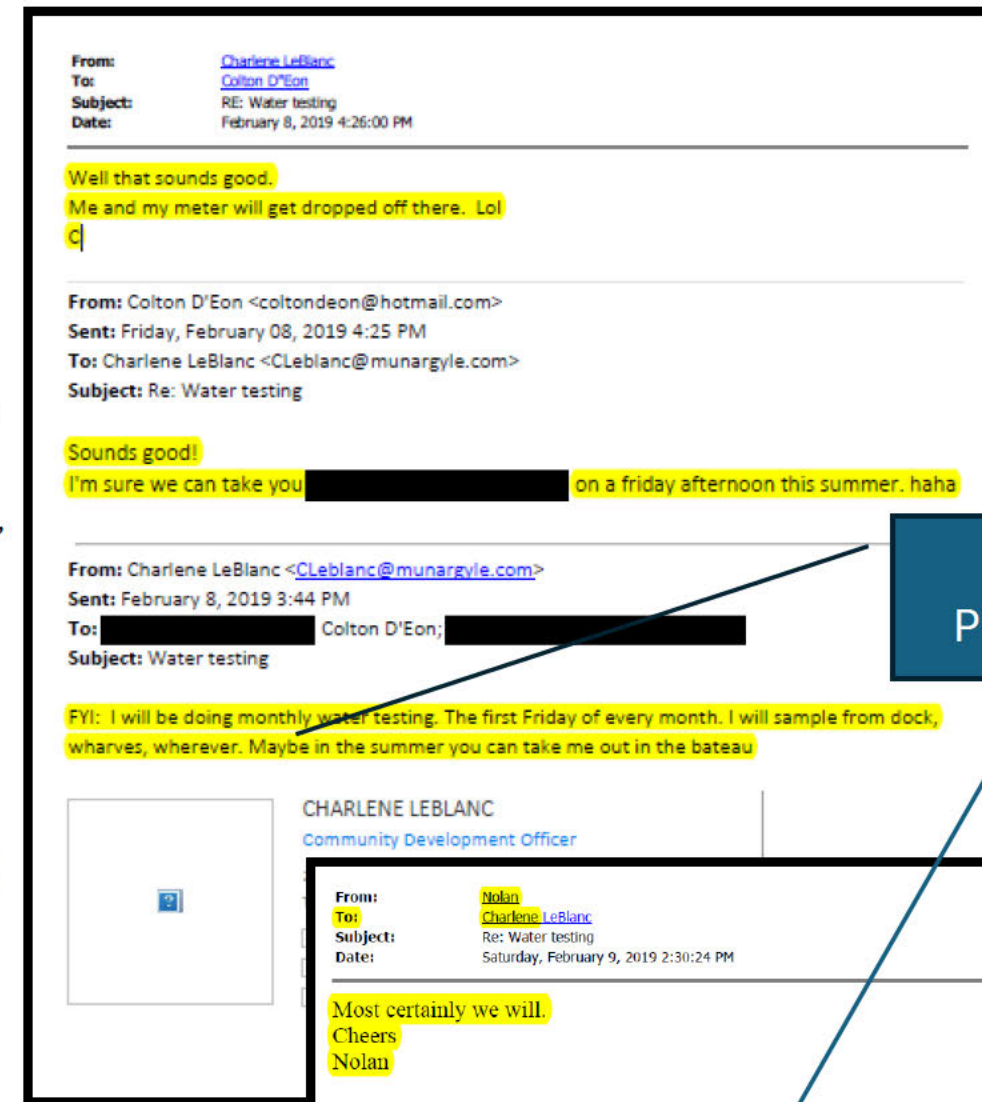 From: Charlene LeBlanc
To: Colton D"Eon
Subject: RE: Water testing
Date: February 8, 2019 4:26:00 PM
Well that sounds good.
Me and my meter will get dropped off there. Lol
C
From: Colton D'Eon <coltondeon@hotmail.com>
Sent: Friday, February 08, 2019 4:25 PM
To: Charlene LeBlanc <CLeblanc@munargyle.com>
Subject: Re: Water testing
Sounds good!
I'm sure we can take you on a friday afternoon this summer. haha
From: Charlene LeBlanc <CLeblanc@munargyle.com>
Sent: February 8, 2019 3:44 PM
To: Colton D'Eon;
Subject: Water testing
P
FYI: I will be doing monthly water testing. The first Friday of every month. I will sample from dock,
wharves, wherever. Maybe in the summer you can take me out in the bateau
CHARLENE LEBLANC
Community Development Officer
From: Nolan
To: Charlene LeBlanc
Subject: Re: Water testing
Date: Saturday, February 9, 2019 2:30:24 PM
Most certainly we will.
Cheers
Nolan